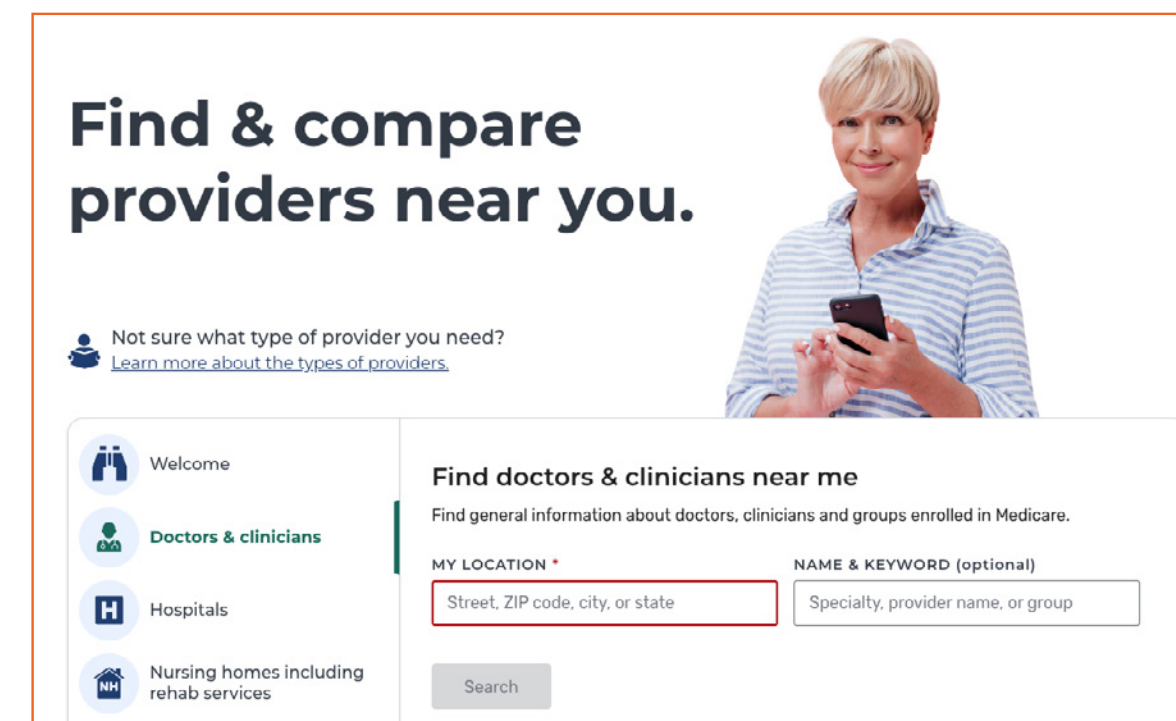 Find & compare
providers near you.
Not sure what type of provider you need?
Learn more about the types of providers.
Welcome
Doctors & clinicians
H
Hospitals
NH
Nursing homes including
rehab services
Find doctors & clinicians near me
Find general information about doctors, clinicians and groups enrolled in Medicare.
MY LOCATION *
Street, ZIP code, city, or state
NAME & KEYWORD (optional)
Specialty, provider name, or group
Search